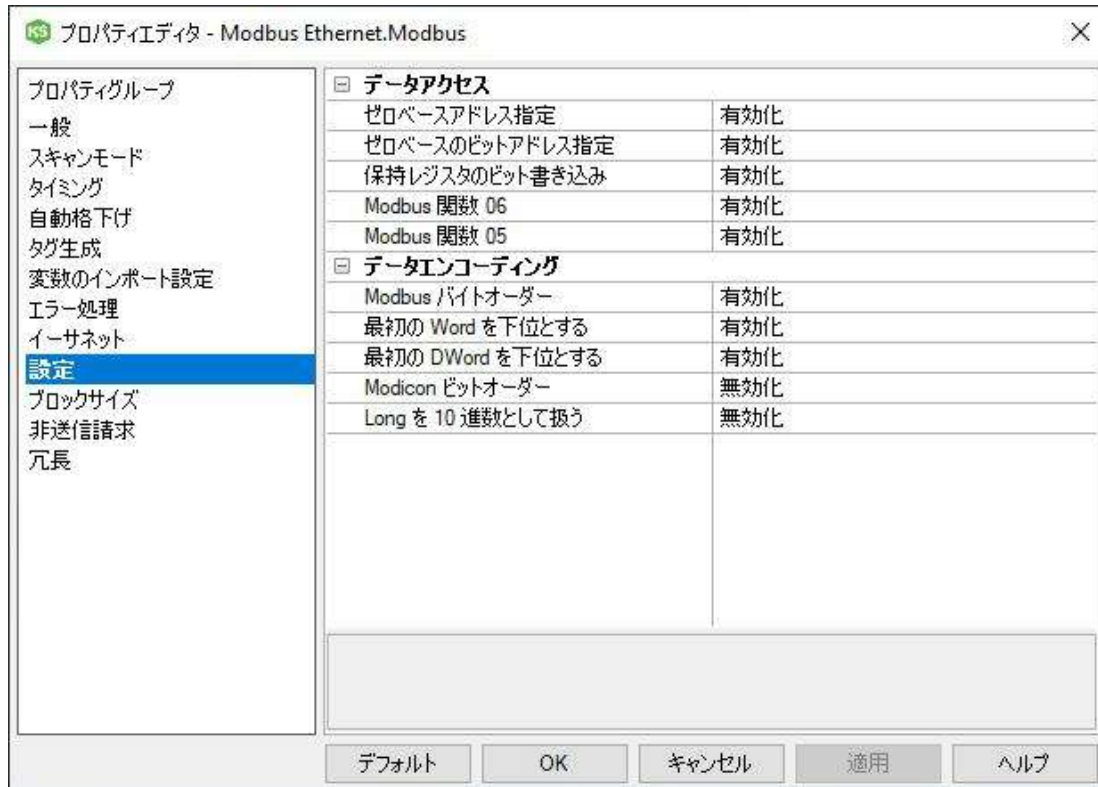 KS プロパティエディタ - Modbus Ethernet.Modbus
プロパティグループ
一般
スキャンモード
タイミング
自動格下げ
タグ生成
変数のインポート設定
エラー処理
イーサネット
設定
ブロックサイズ
非送信請求
冗長
データアクセス
ゼロベースアドレス指定 有効化
ゼロベースのビットアドレス指定 有効化
保持レジスタのビット書き込み 有効化
Modbus 関数 06 有効化
Modbus 関数 05 有効化
データエンコーディング
Modbus バイトオーダー 有効化
最初の Word を下位とする 有効化
最初の DWord を下位とする 有効化
Modicon ビットオーダー 無効化
Long を 10 進数として扱う 無効化
デフォルト OK キャンセル 適用 ヘルプ